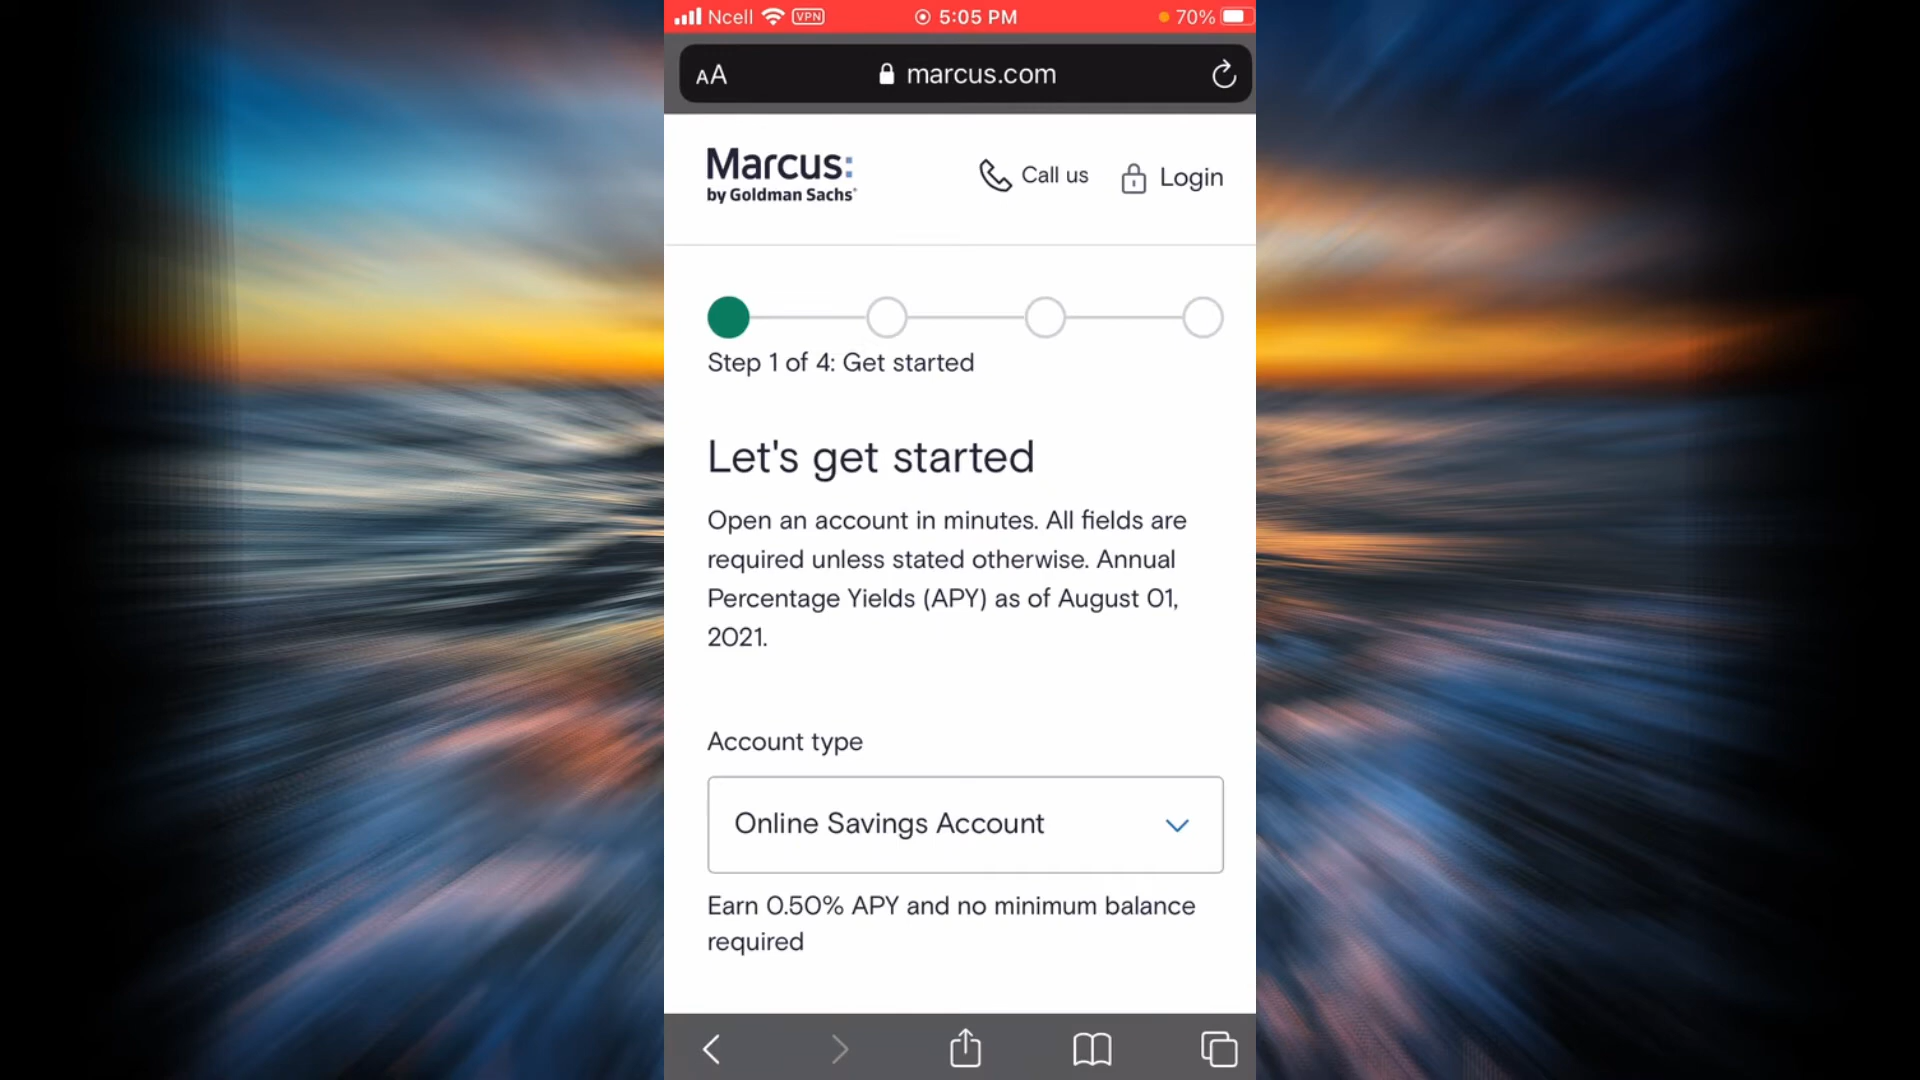 Ncell VPN 5:05 PM 70%
AA marcus.com
Marcus:
by Goldman Sachs®
Call us
Login
Step 1 of 4: Get started
Let's get started
Open an account in minutes. All fields are
required unless stated otherwise. Annual
Percentage Yields (APY) as of August 01,
2021.
Account type
Online Savings Account
Earn 0.50% APY and no minimum balance
required